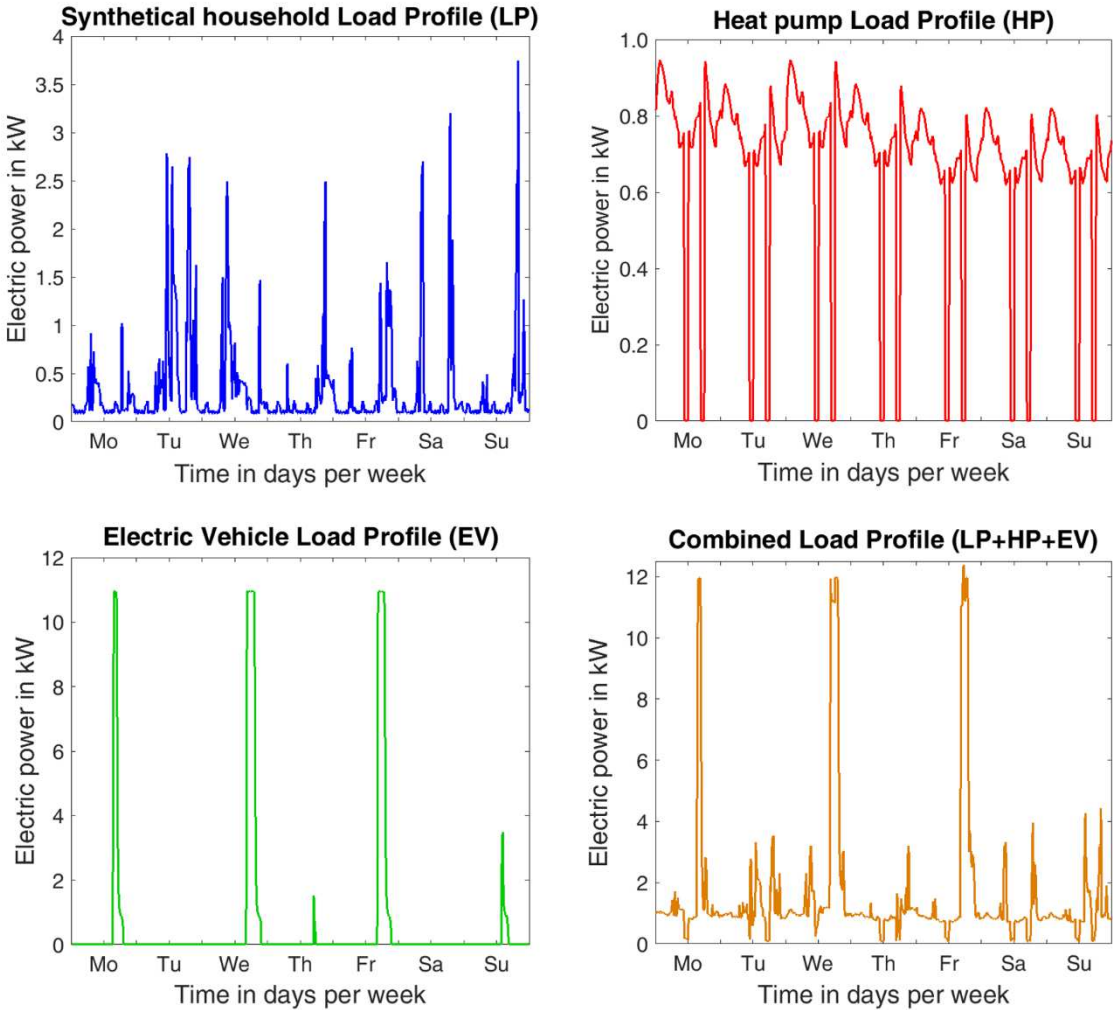 Synthetical household Load Profile (LP)
4
3.5
3
2.5
2
1.5
1
0.5
0
Electric power in kW
Mo Tu We Th Fr Sa Su
Time in days per week
Heat pump Load Profile (HP)
1.0
0.8
0.6
0.4
0.2
0
Electric power in kW
Mo Tu We Th Fr Sa Su
Time in days per week
Electric Vehicle Load Profile (EV)
12
10
8
6
4
2
0
Electric power in kW
Mo Tu We Th Fr Sa Su
Time in days per week
Combined Load Profile (LP+HP+EV)
12
10
8
6
4
2
0
Electric power in kW
Mo Tu We Th Fr Sa Su
Time in days per week